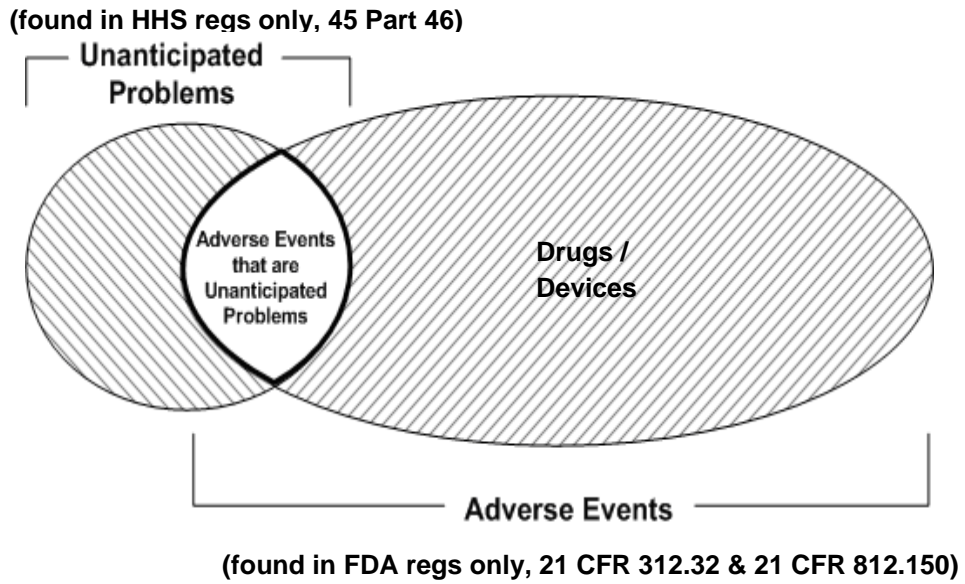 (found in HHS regs only, 45 Part 46)
Unanticipated
Problems
Adverse Events
that are
Unanticipated
Problems
Drugs /
Devices
Adverse Events
(found in FDA regs only, 21 CFR 312.32 & 21 CFR 812.150)